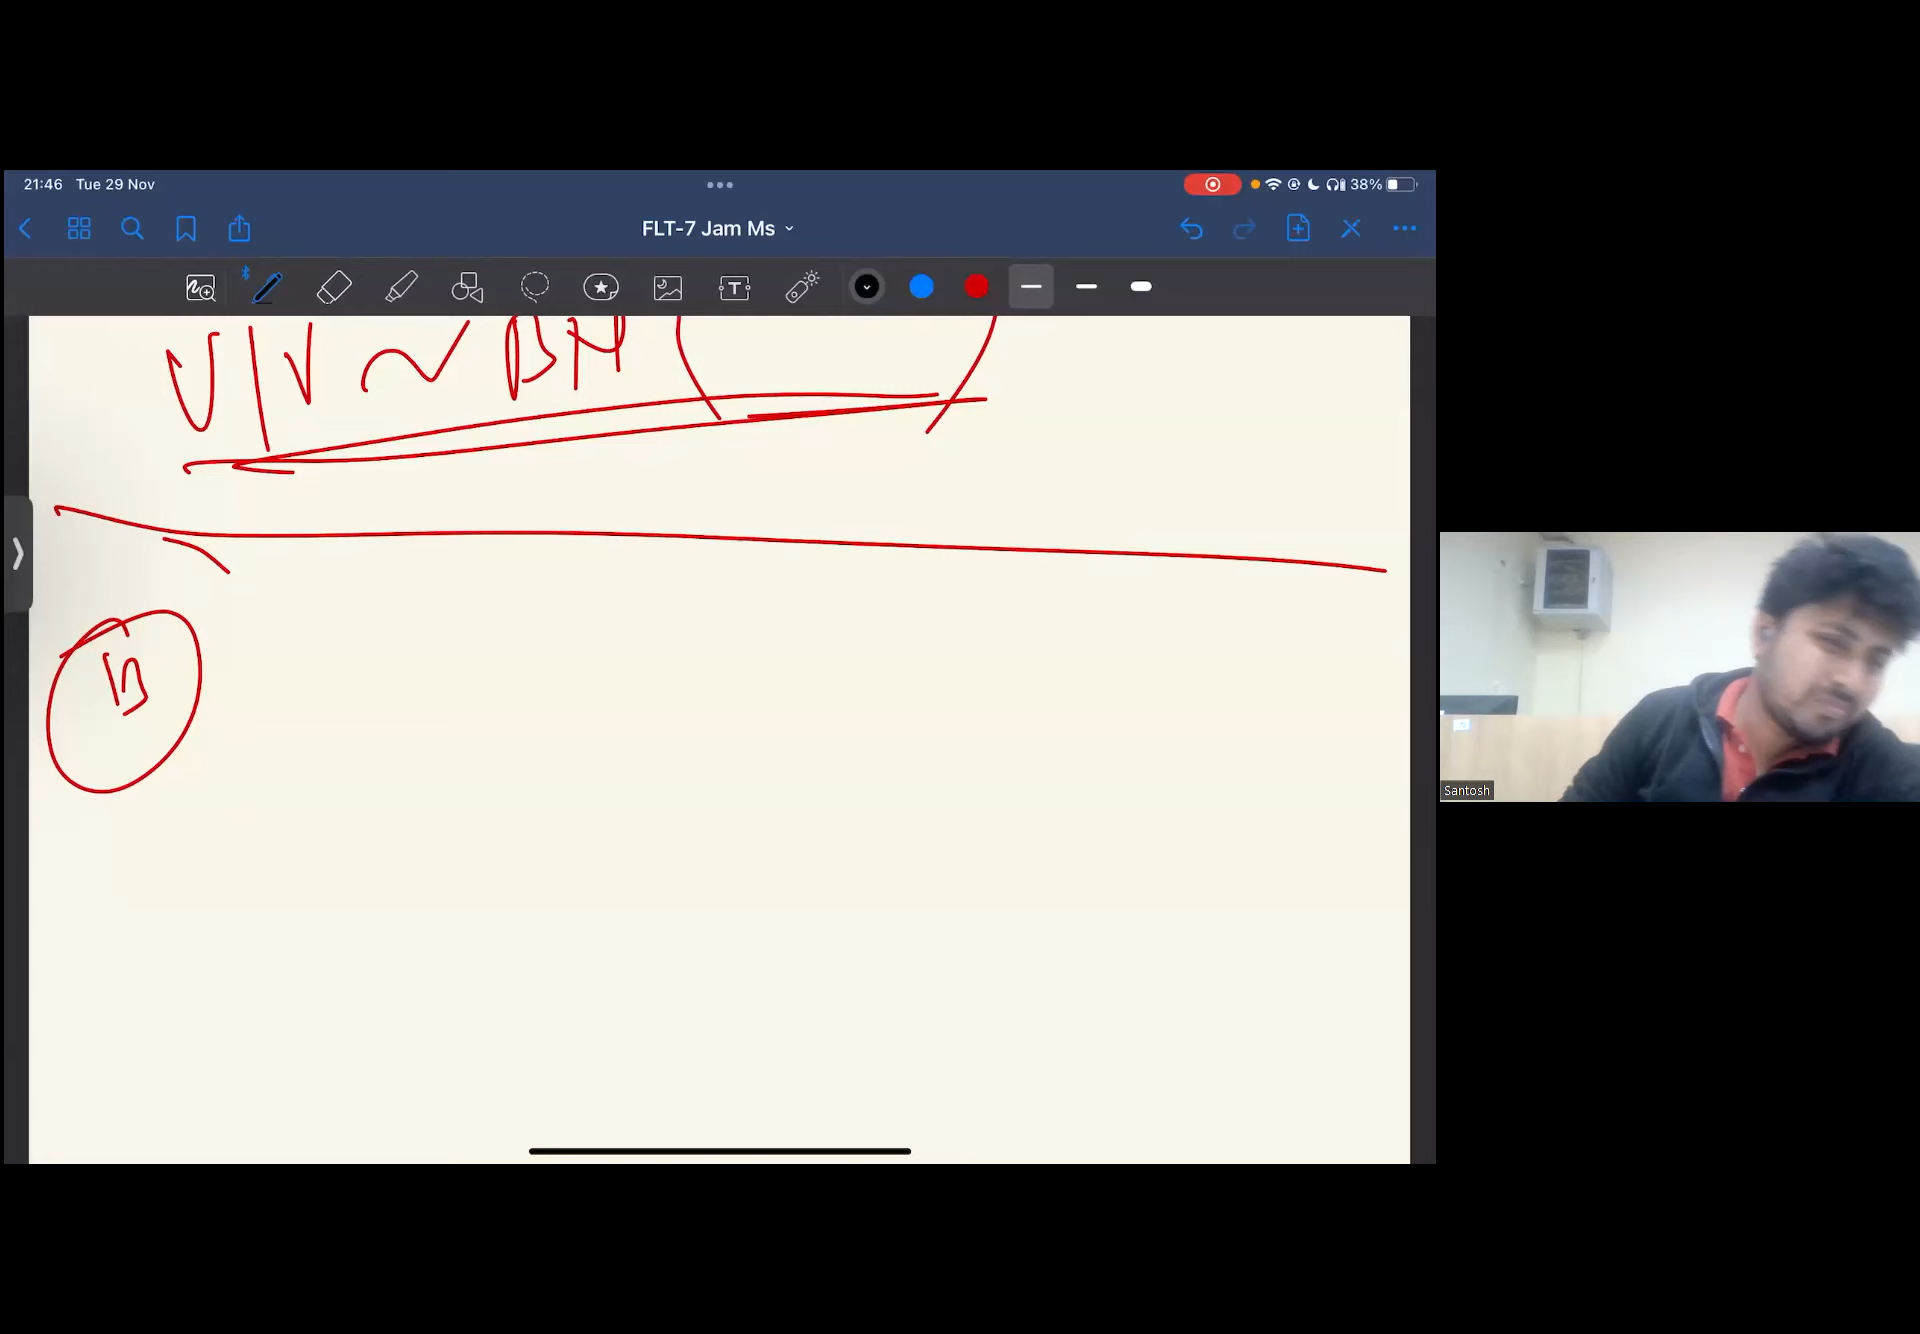 21:46 Tue 29 Nov
38%
FLT-7 Jam Ms
T
U/V ~ BN ( )
Santosh